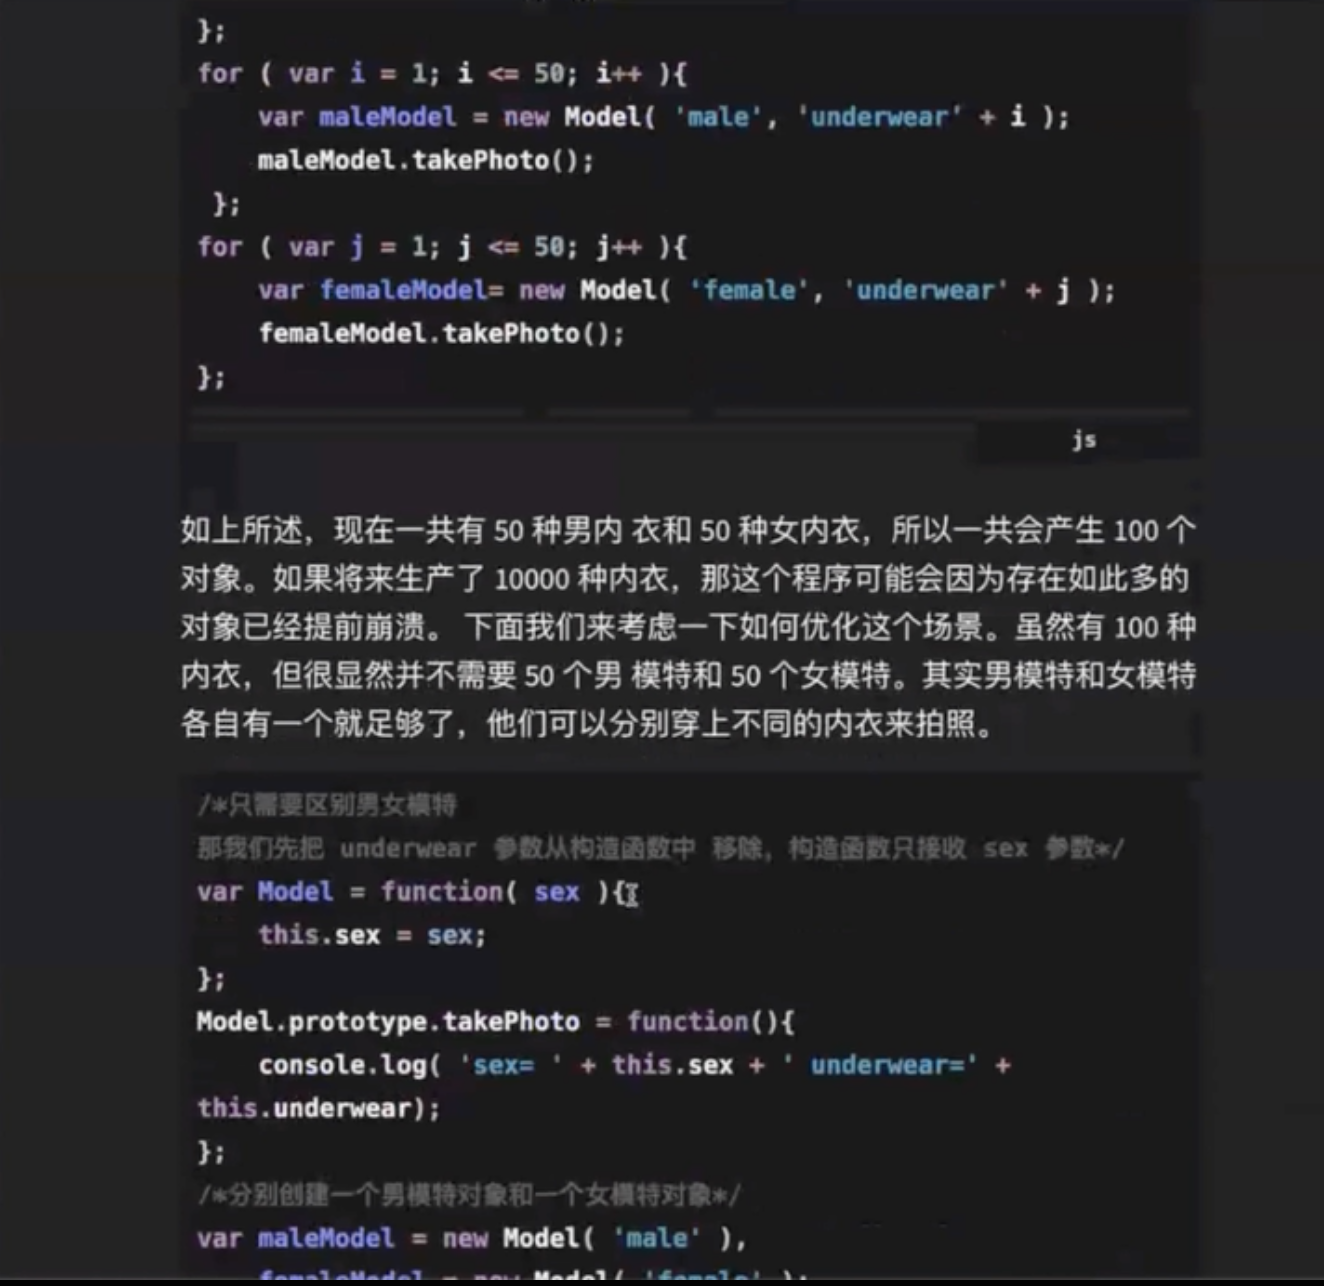 };
for ( var i = 1; i <= 50; i++ ){
    var maleModel = new Model( 'male', 'underwear' + i );
    maleModel.takePhoto();
 };
for ( var j = 1; j <= 50; j++ ){
    var femaleModel= new Model( 'female', 'underwear' + j );
    femaleModel.takePhoto();
};
js
如上所述，现在一共有 50 种男内 衣和 50 种女内衣，所以一共会产生 100 个
对象。如果将来生产了 10000 种内衣，那这个程序可能会因为存在如此多的
对象已经提前崩溃。 下面我们来考虑一下如何优化这个场景。虽然有 100 种
内衣，但很显然并不需要 50 个男 模特和 50 个女模特。其实男模特和女模特
各自有一个就足够了，他们可以分别穿上不同的内衣来拍照。
/*只需要区别男女模特
那我们先把 underwear 参数从构造函数中 移除，构造函数只接收 sex 参数*/
var Model = function( sex ){
    this.sex = sex;
};
Model.prototype.takePhoto = function(){
    console.log( 'sex= ' + this.sex + ' underwear=' +
this.underwear);
};
/*分别创建一个男模特对象和一个女模特对象*/
var maleModel = new Model( 'male' ),
femaleModel = new Model( 'female' );